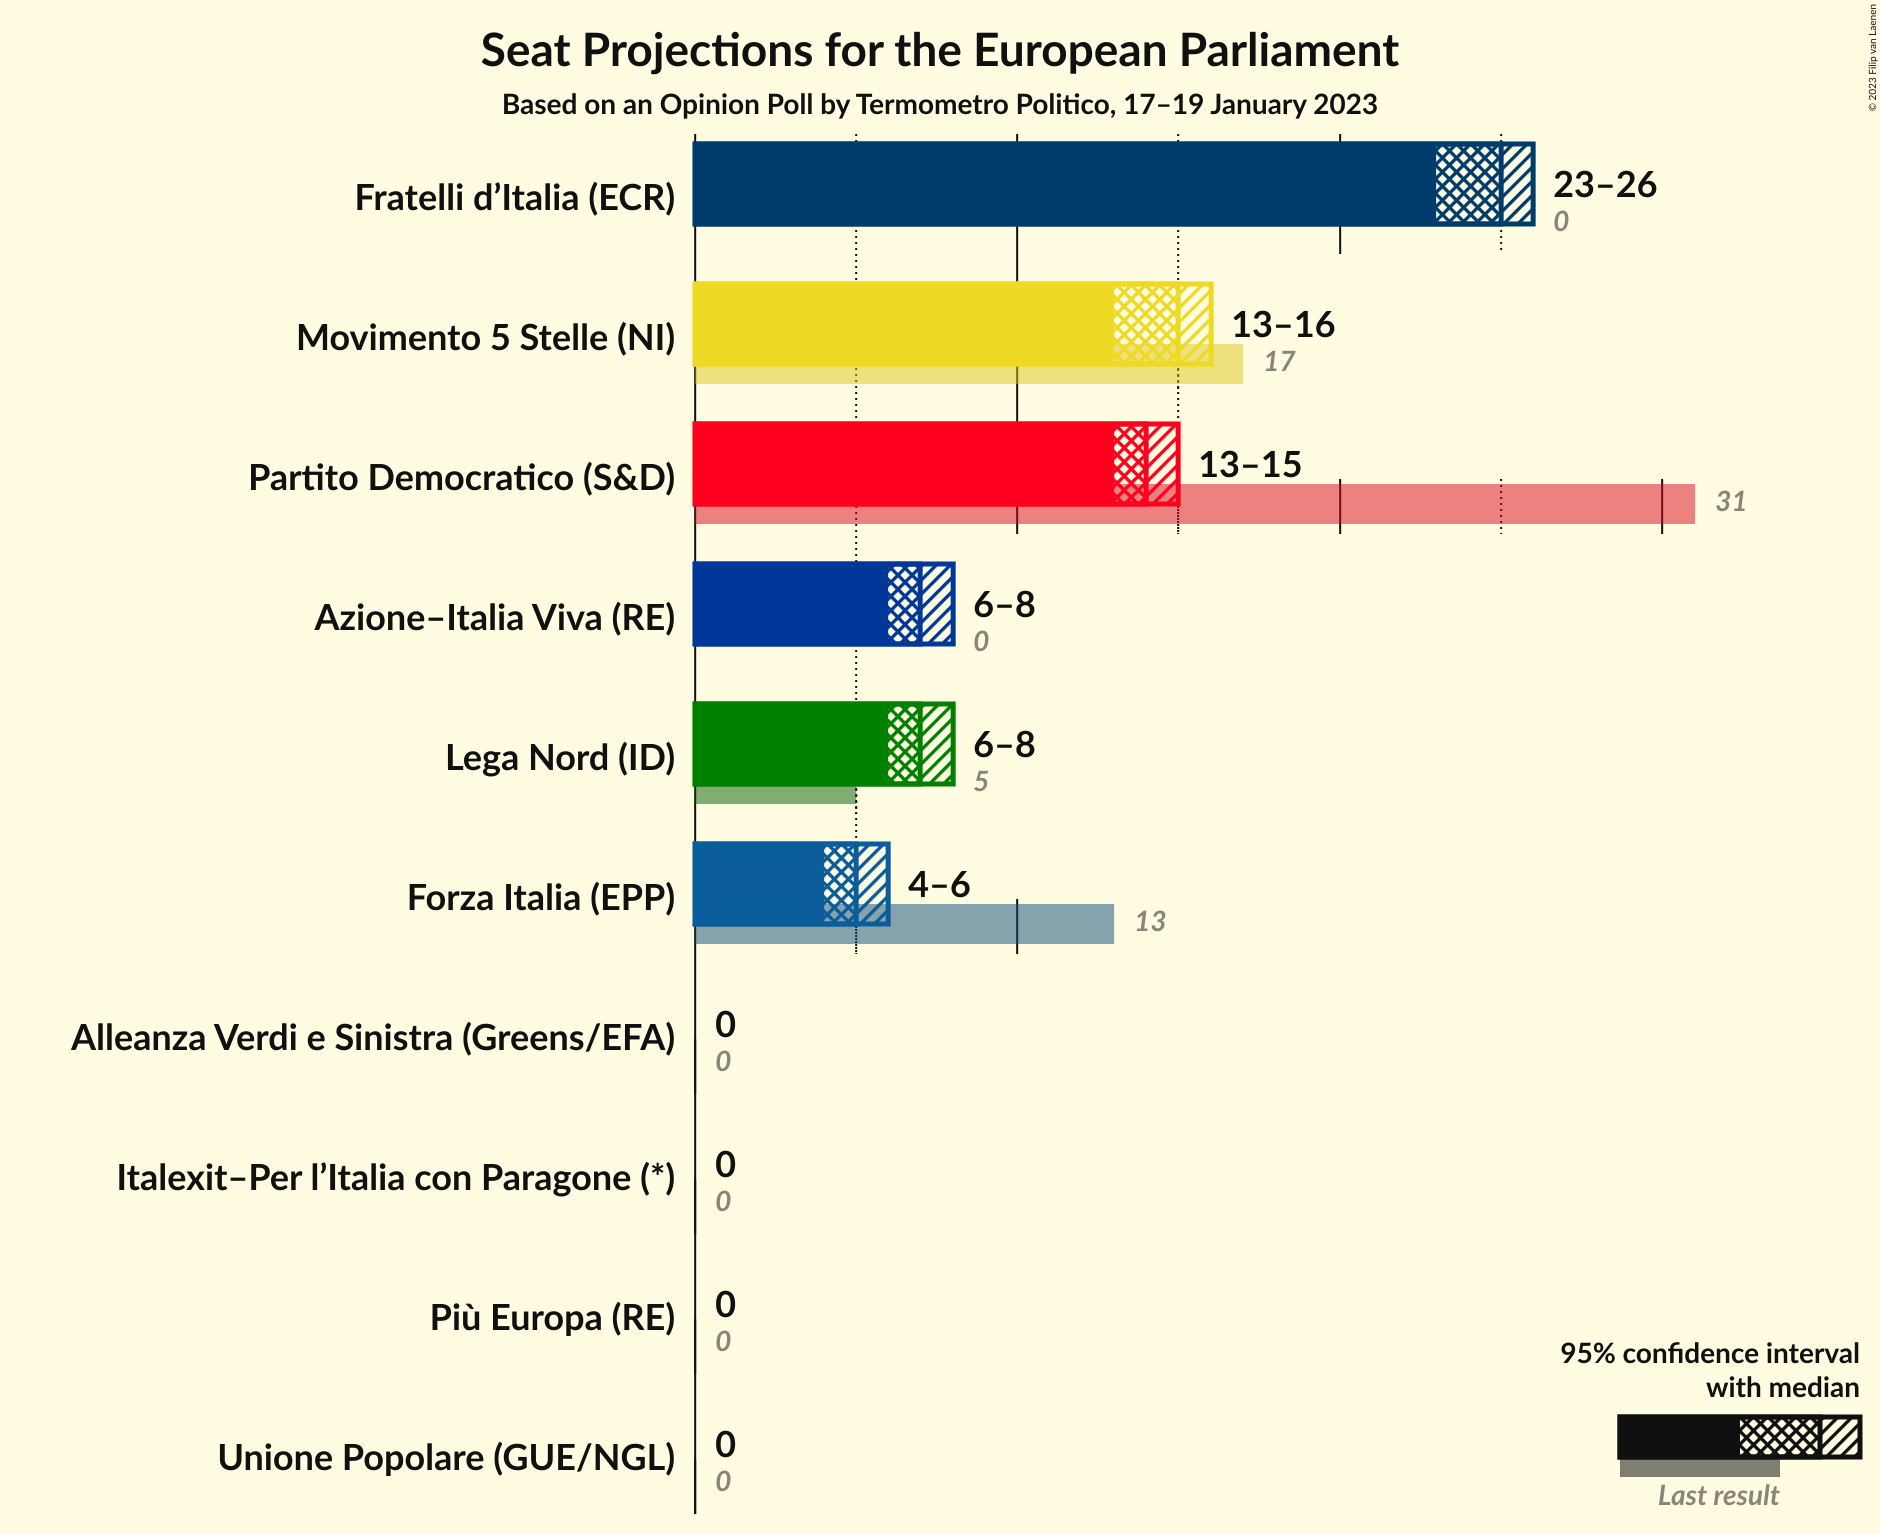 Seat Projections for the European Parliament
Based on an Opinion Poll by Termometro Politico, 17–19 January 2023
© 2023 Filip van Laenen
Fratelli d’Italia (ECR)
23–26
0
Movimento 5 Stelle (NI)
13–16
17
Partito Democratico (S&D)
13–15
31
Azione–Italia Viva (RE)
6–8
0
Lega Nord (ID)
6–8
5
Forza Italia (EPP)
4–6
13
Alleanza Verdi e Sinistra (Greens/EFA)
0
0
Italexit–Per l’Italia con Paragone (*)
0
0
Più Europa (RE)
0
0
Unione Popolare (GUE/NGL)
0
0
95% confidence interval
with median
Last result